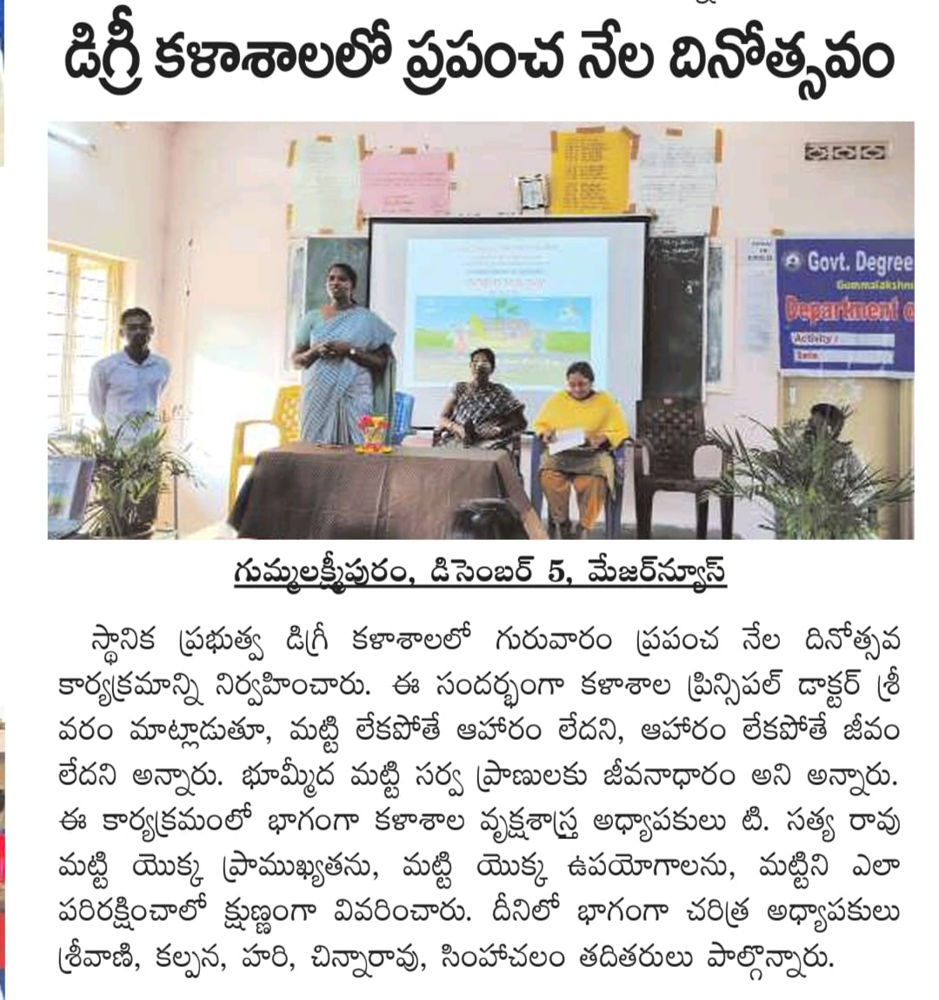 డిగ్రీ కళాశాలలో ప్రపంచ నేల దినోత్సవం
Govt. Degree
Gummalakshmi
Department o
Activity :
Date
గుమ్మలక్ష్మీపురం, డిసెంబర్ 5, మేజర్‌న్యూస్
స్థానిక ప్రభుత్వ డిగ్రీ కళాశాలలో గురువారం ప్రపంచ నేల దినోత్సవ
కార్యక్రమాన్ని నిర్వహించారు. ఈ సందర్భంగా కళాశాల ప్రిన్సిపల్ డాక్టర్ శ్రీ
వరం మాట్లాడుతూ, మట్టి లేకపోతే ఆహారం లేదని, ఆహారం లేకపోతే జీవం
లేదని అన్నారు. భూమ్మీద మట్టి సర్వ ప్రాణులకు జీవనాధారం అని అన్నారు.
ఈ కార్యక్రమంలో భాగంగా కళాశాల వృక్షశాస్త్ర అధ్యాపకులు టి. సత్య రావు
మట్టి యొక్క ప్రాముఖ్యతను, మట్టి యొక్క ఉపయోగాలను, మట్టిని ఎలా
పరిరక్షించాలో క్షుణ్ణంగా వివరించారు. దీనిలో భాగంగా చరిత్ర అధ్యాపకులు
శ్రీవాణి, కల్పన, హరి, చిన్నారావు, సింహాచలం తదితరులు పాల్గొన్నారు.